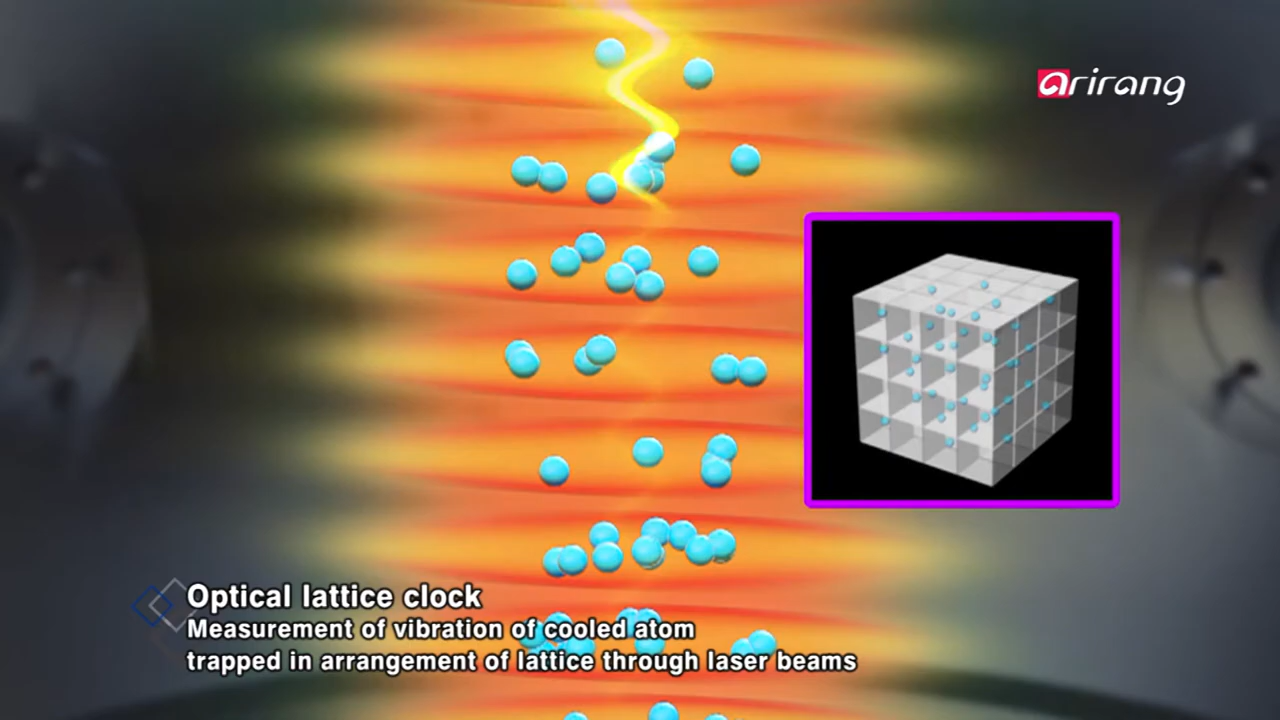 arirang
Optical lattice clock
Measurement of vibration of cooled atom
trapped in arrangement of lattice through laser beams